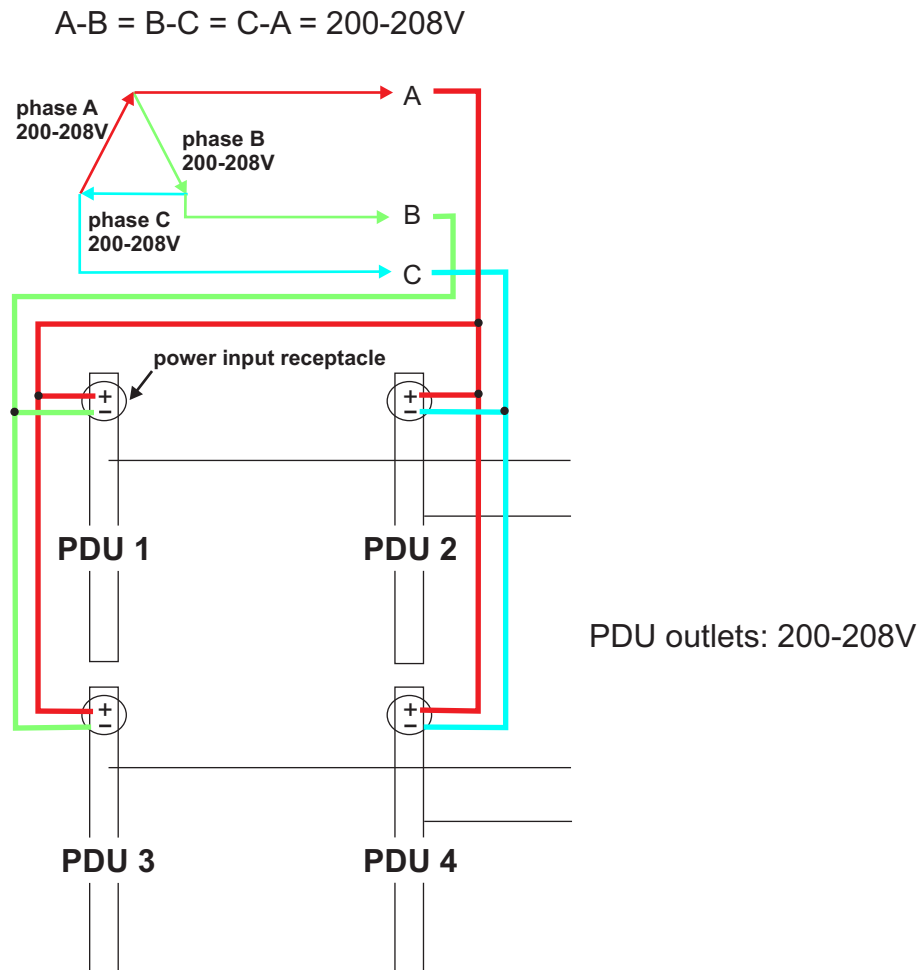 A-B = B-C = C-A = 200-208V
phase A
200-208V
A
phase B
200-208V
B
phase C
200-208V
C
power input receptacle
+
−
+
−
PDU 1
PDU 2
PDU outlets: 200-208V
+
−
+
−
PDU 3
PDU 4